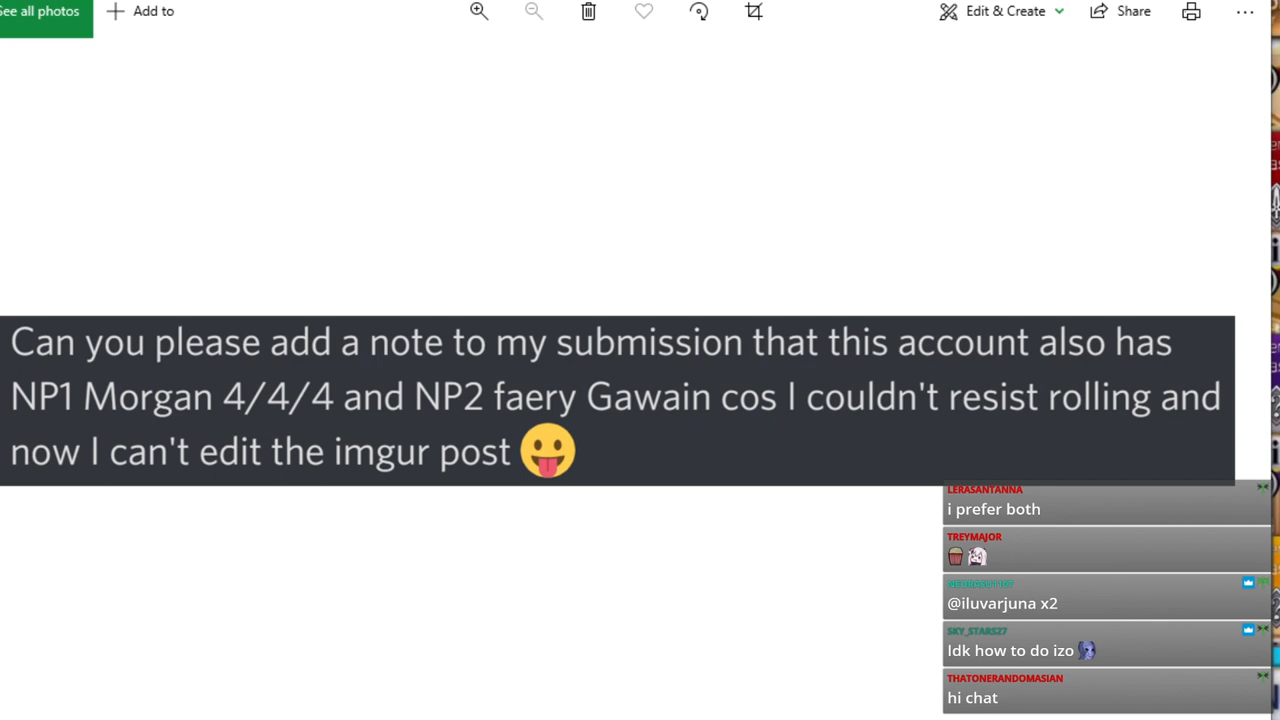 See all photos
Add to
Edit & Create
Share
Can you please add a note to my submission that this account also has
NP1 Morgan 4/4/4 and NP2 faery Gawain cos I couldn't resist rolling and
now I can't edit the imgur post
LERASANTANNA
i prefer both
TREYMAJOR
@iluvarjuna x2
SKY_STARS27
Idk how to do izo
THATONERANDOMASIAN
hi chat